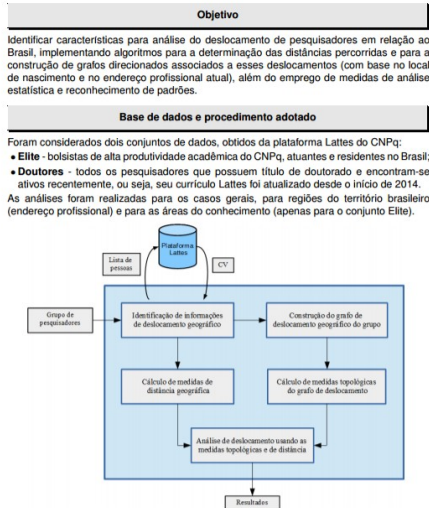 Objetivo
Identificar características para análise do deslocamento de pesquisadores em relação ao
Brasil, implementando algoritmos para a determinação das distâncias percorridas e para a
construção de grafos direcionados associados a esses deslocamentos (com base no local
de nascimento e no endereço profissional atual), além do emprego de medidas de análise
estatística e reconhecimento de padrões.
Base de dados e procedimento adotado
Foram considerados dois conjuntos de dados, obtidos da plataforma Lattes do CNPq:
• Elite - bolsistas de alta produtividade acadêmica do CNPq, atuantes e residentes no Brasil;
• Doutores - todos os pesquisadores que possuem título de doutorado e encontram-se
ativos recentemente, ou seja, seu currículo Lattes foi atualizado desde o início de 2014.
As análises foram realizadas para os casos gerais, para regiões do território brasileiro
(endereço profissional) e para as áreas do conhecimento (apenas para o conjunto Elite).
Plataforma
Lattes
Lista de
pessoas
CV
Grupo de
pesquisadores
Identificação de informações
de deslocamento geográfico
Construção do grafo de
deslocamento geográfico do grupo
Cálculo de medidas de
distância geográfica
Cálculo de medidas topológicas
do grafo de deslocamento
Análise de deslocamento usando as
medidas topológicas e de distância
Resultados